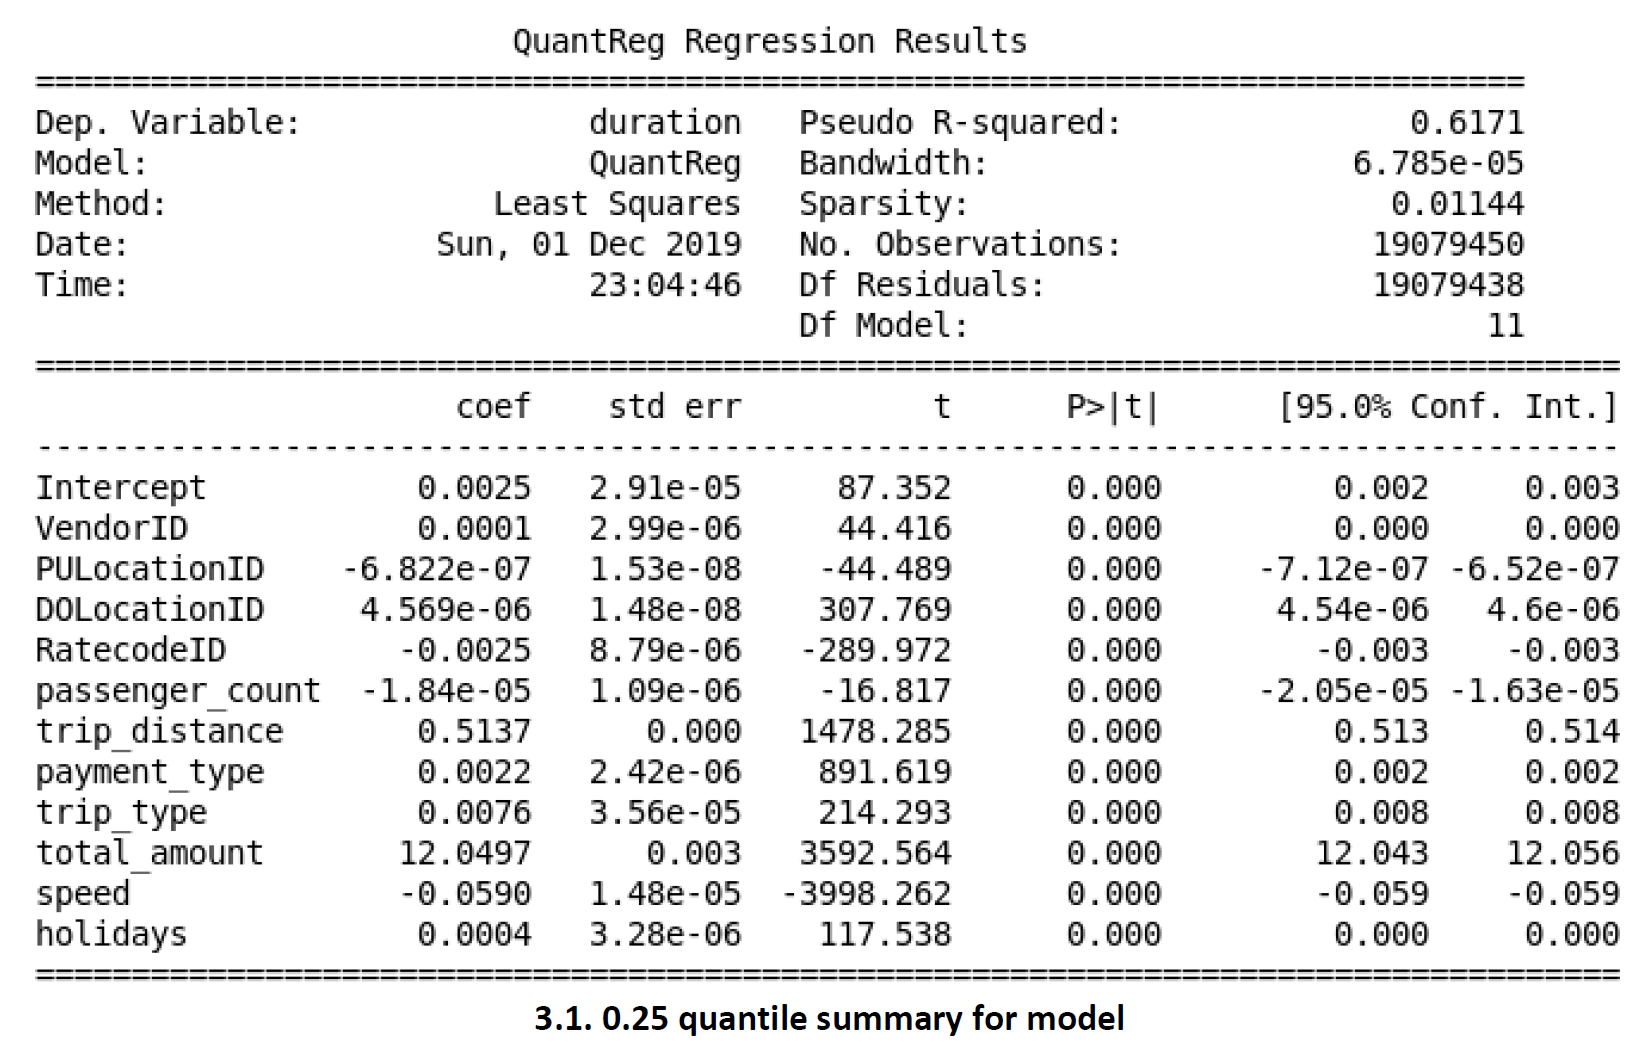 QuantReg Regression Results
==============================================================================
Dep. Variable: duration Pseudo R-squared: 0.6171
Model: QuantReg Bandwidth: 6.785e-05
Method: Least Squares Sparsity: 0.01144
Date: Sun, 01 Dec 2019 No. Observations: 19079450
Time: 23:04:46 Df Residuals: 19079438
Df Model: 11
===================================================================================
coef std err t P>|t| [95.0% Conf. Int.]
-----------------------------------------------------------------------------------
Intercept 0.0025 2.91e-05 87.352 0.000 0.002 0.003
VendorID 0.0001 2.99e-06 44.416 0.000 0.000 0.000
PULocationID -6.822e-07 1.53e-08 -44.489 0.000 -7.12e-07 -6.52e-07
DOLocationID 4.569e-06 1.48e-08 307.769 0.000 4.54e-06 4.6e-06
RatecodeID -0.0025 8.79e-06 -289.972 0.000 -0.003 -0.003
passenger_count -1.84e-05 1.09e-06 -16.817 0.000 -2.05e-05 -1.63e-05
trip_distance 0.5137 0.000 1478.285 0.000 0.513 0.514
payment_type 0.0022 2.42e-06 891.619 0.000 0.002 0.002
trip_type 0.0076 3.56e-05 214.293 0.000 0.008 0.008
total_amount 12.0497 0.003 3592.564 0.000 12.043 12.056
speed -0.0590 1.48e-05 -3998.262 0.000 -0.059 -0.059
holidays 0.0004 3.28e-06 117.538 0.000 0.000 0.000
===================================================================================
3.1. 0.25 quantile summary for model